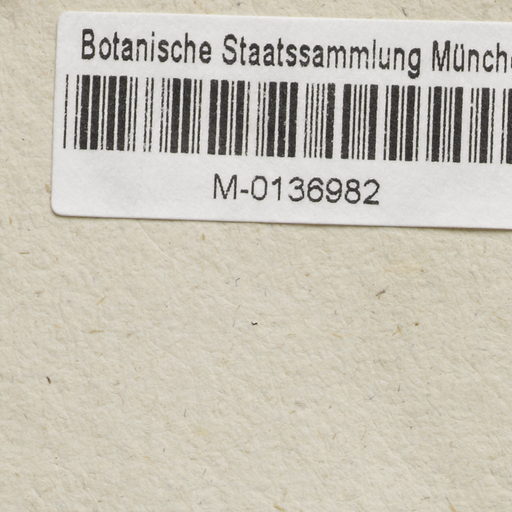 Botanische Staatssammlung Münch
M-0136982